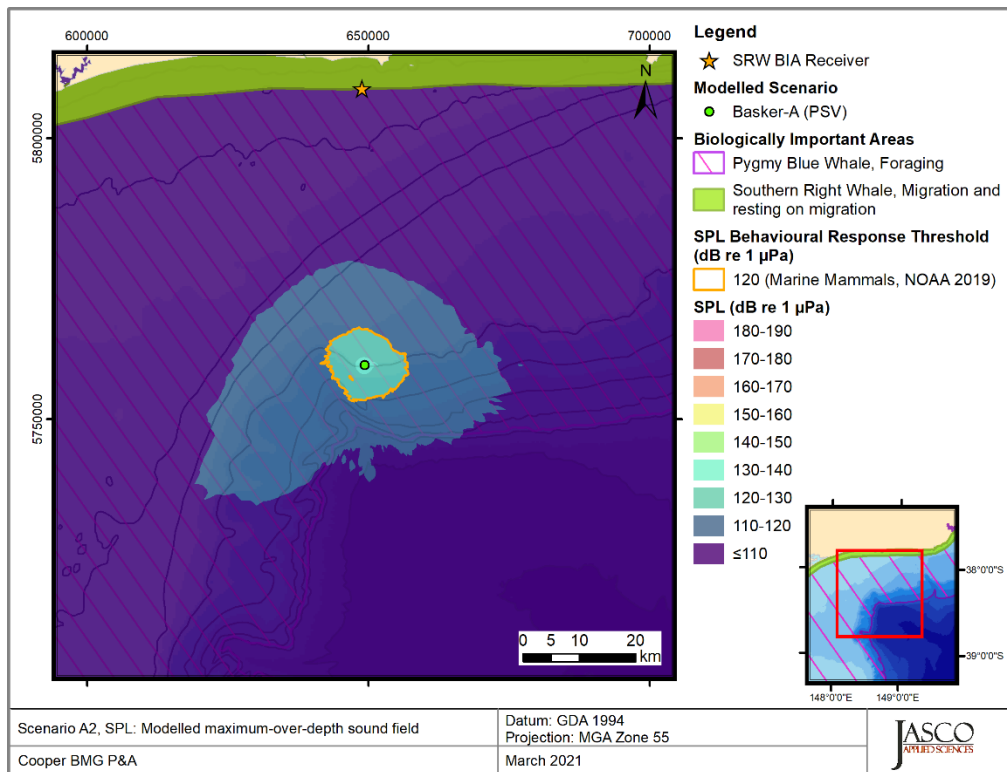 600000
650000
700000
5800000
5750000
N
0 5 10 20
km
Legend
SRW BIA Receiver
Modelled Scenario
Basker-A (PSV)
Biologically Important Areas
Pygmy Blue Whale, Foraging
Southern Right Whale, Migration and
resting on migration
SPL Behavioural Response Threshold
(dB re 1 µPa)
120 (Marine Mammals, NOAA 2019)
SPL (dB re 1 µPa)
180-190
170-180
160-170
150-160
140-150
130-140
120-130
110-120
≤110
38°0'0"S
39°0'0"S
148°0'0"E
149°0'0"E
Scenario A2, SPL: Modelled maximum-over-depth sound field
Datum: GDA 1994
Projection: MGA Zone 55
Cooper BMG P&A
March 2021
JASCO
APPLIED SCIENCES